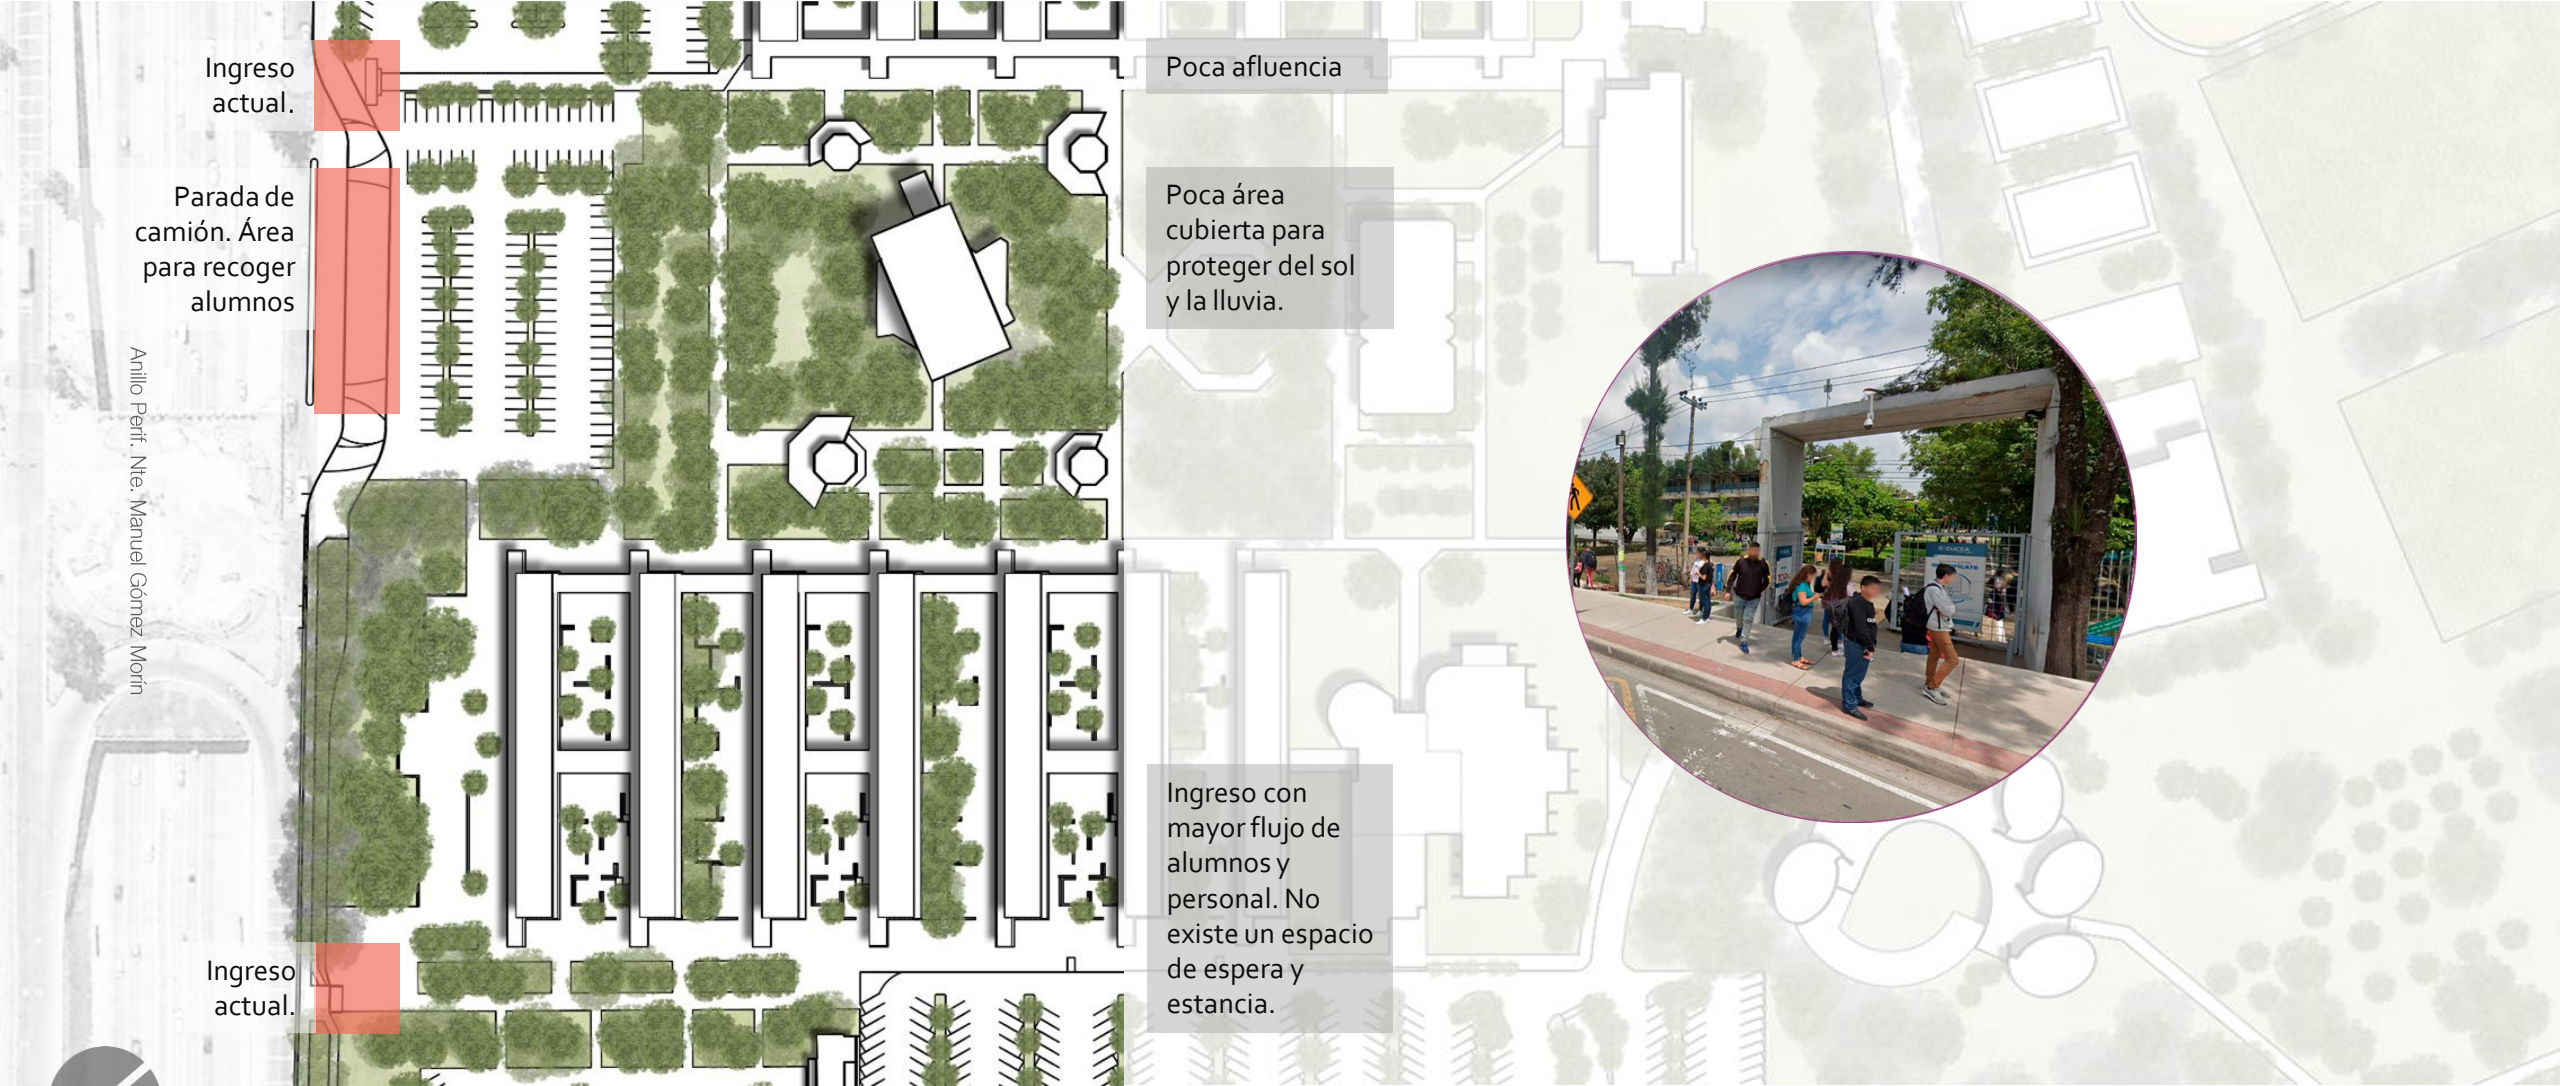 Ingreso
actual.
Poca afluencia
Parada de
camión. Área
para recoger
alumnos
Poca área
cubierta para
proteger del sol
y la lluvia.
Anillo Perif. Nte. Manuel Gómez Morín
CUCEA
Ingreso con
mayor flujo de
alumnos y
personal. No
existe un espacio
de espera y
estancia.
Ingreso
actual.